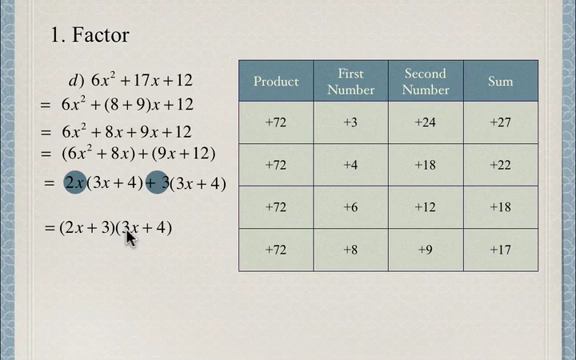 1. Factor
d) 6x² + 17x + 12
= 6x² + (8 + 9)x + 12
= 6x² + 8x + 9x + 12
= (6x² + 8x) + (9x + 12)
= 2x(3x + 4) + 3(3x + 4)
= (2x + 3)(3x + 4)
Product First Number Second Number Sum
+72 +3 +24 +27
+72 +4 +18 +22
+72 +6 +12 +18
+72 +8 +9 +17